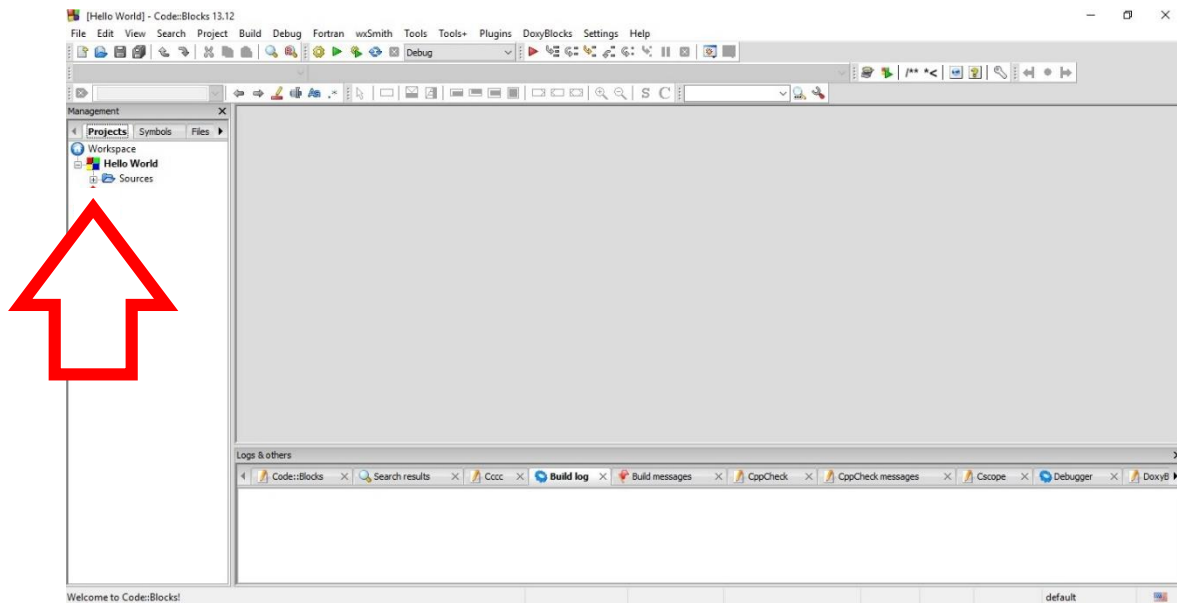 [Hello World] - Code::Blocks 13.12
File Edit View Search Project Build Debug Fortran wxSmith Tools Tools+ Plugins DoxyBlocks Settings Help
Debug
/** *<
Aa .*
S C
Management
Projects Symbols Files
Workspace
Hello World
Sources
Logs & others
Code::Blocks Search results Cccc Build log Build messages CppCheck CppCheck messages Cscope Debugger DoxyB
Welcome to Code::Blocks!
default